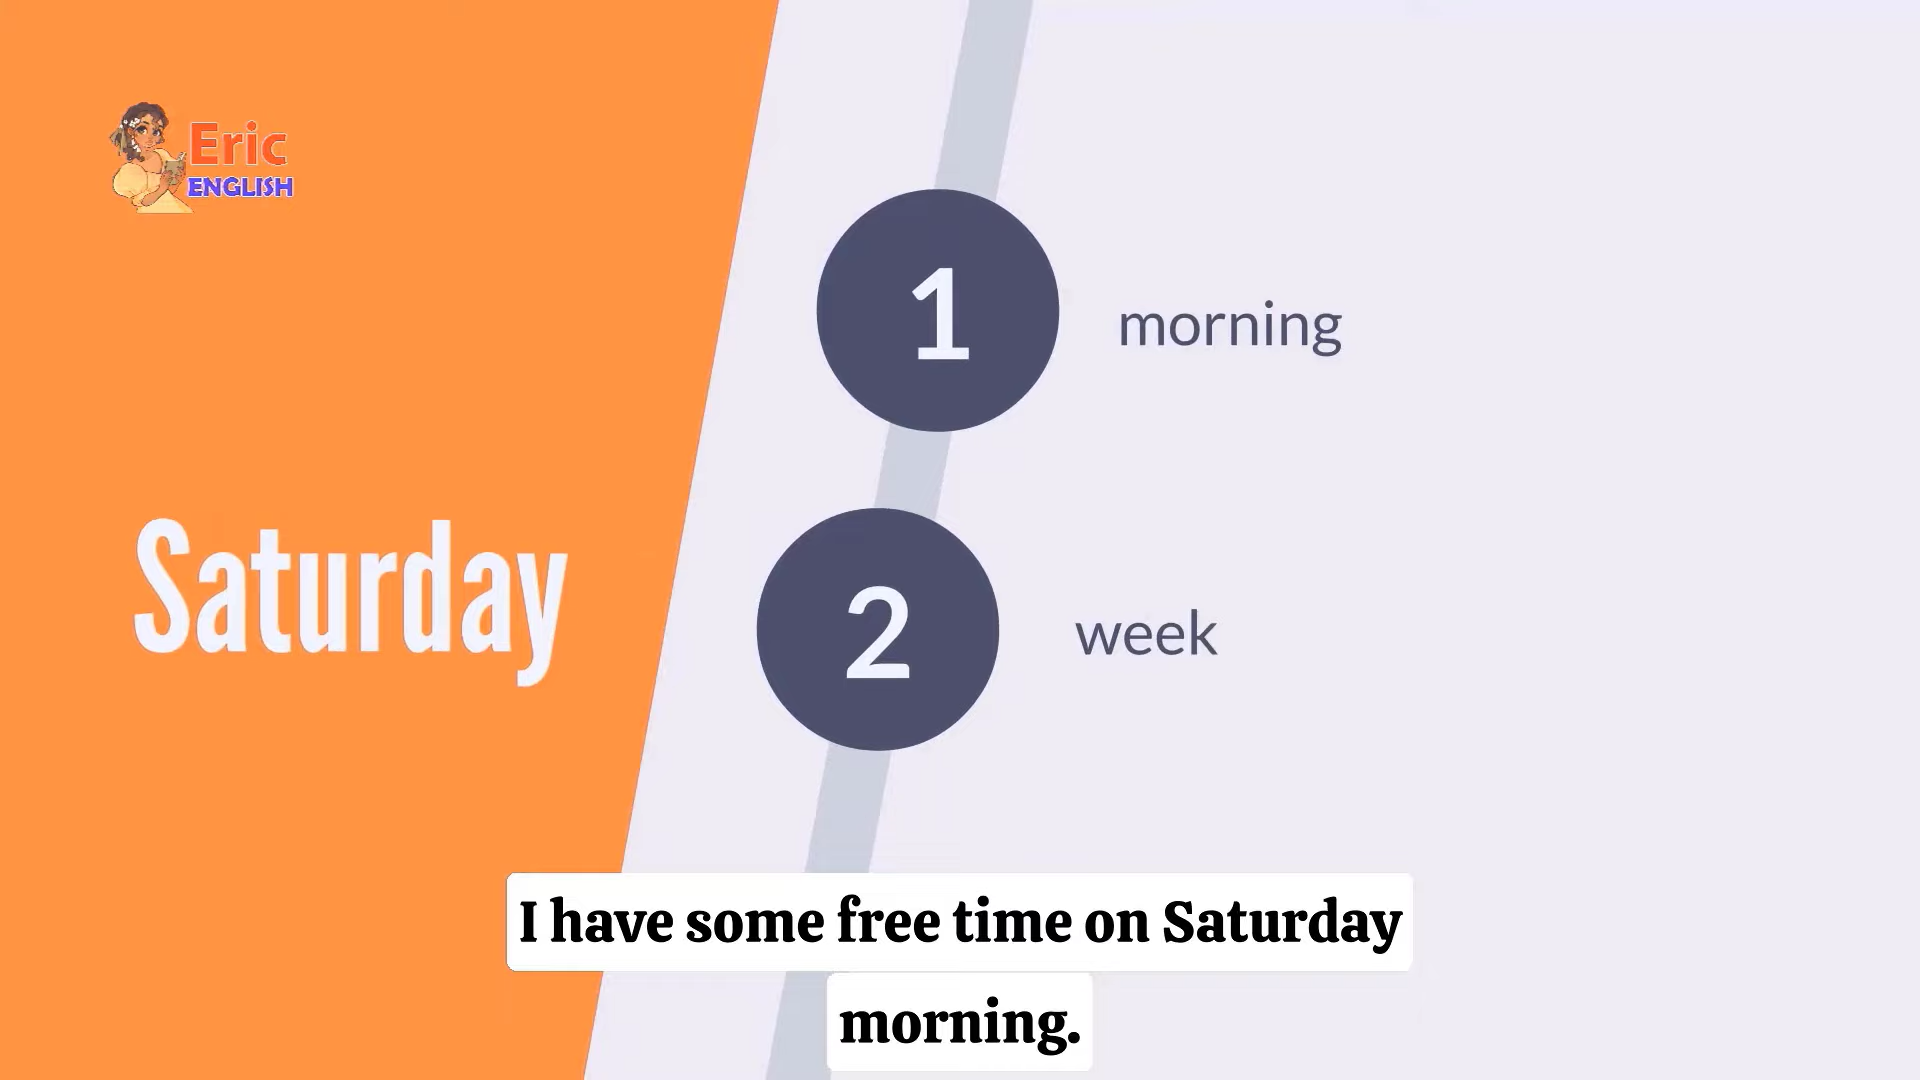 Eric
ENGLISH
Saturday
1
morning
2
week
I have some free time on Saturday
morning.